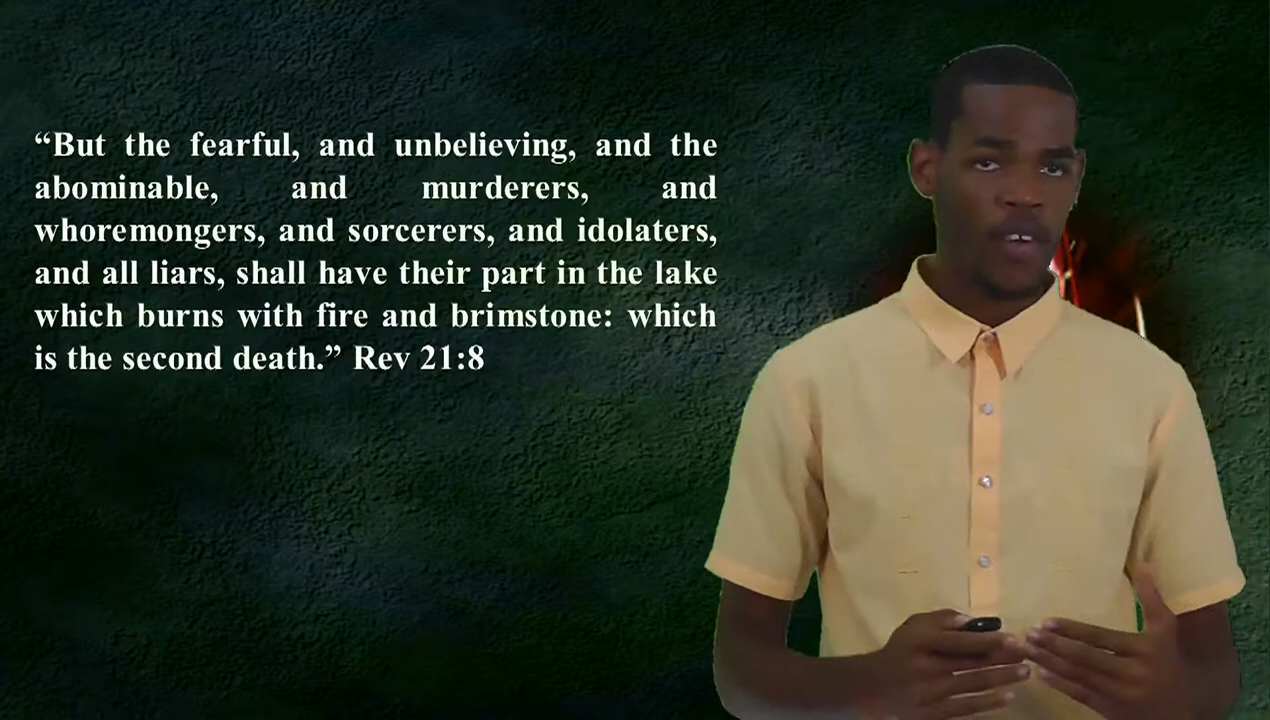 “But the fearful, and unbelieving, and the
abominable, and murderers, and
whoremongers, and sorcerers, and idolaters,
and all liars, shall have their part in the lake
which burns with fire and brimstone: which
is the second death.” Rev 21:8